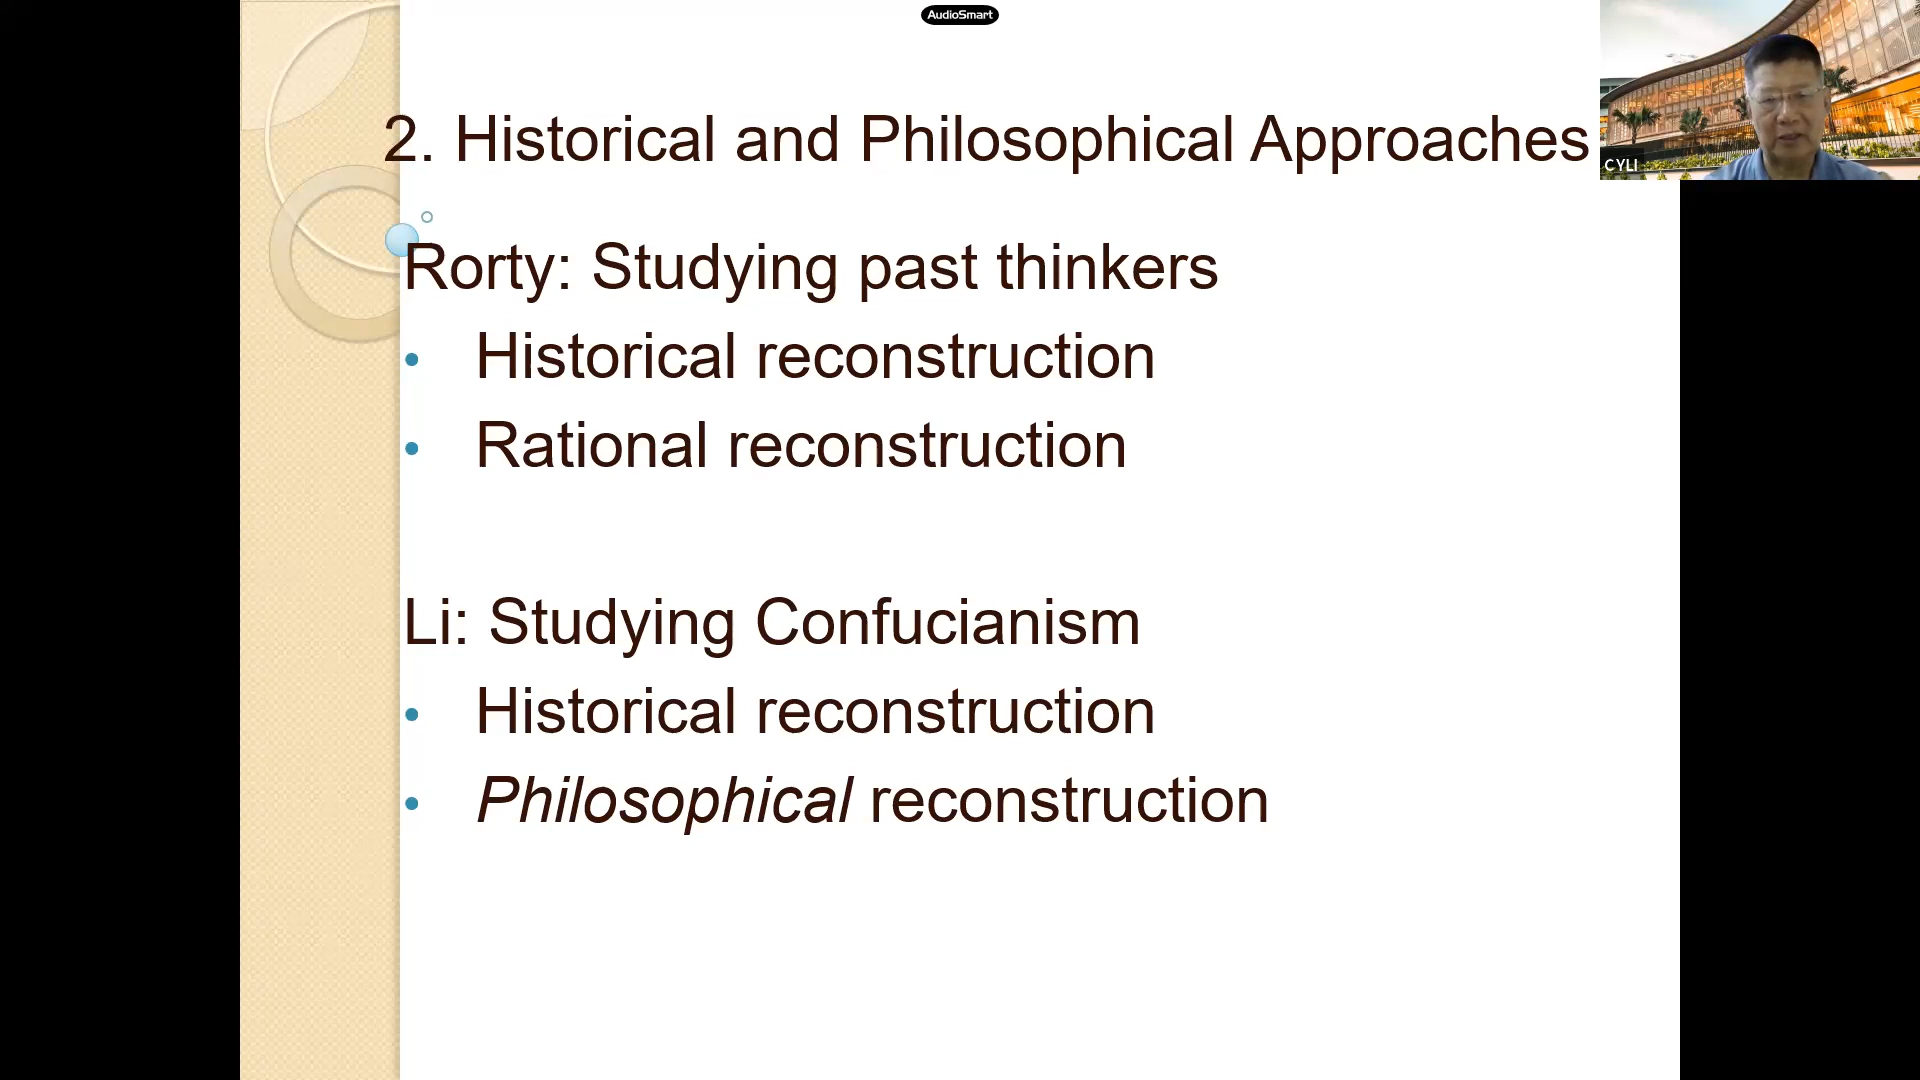 AudioSmart
2. Historical and Philosophical Approaches
CYLI
Rorty: Studying past thinkers
• Historical reconstruction
• Rational reconstruction
Li: Studying Confucianism
• Historical reconstruction
• Philosophical reconstruction